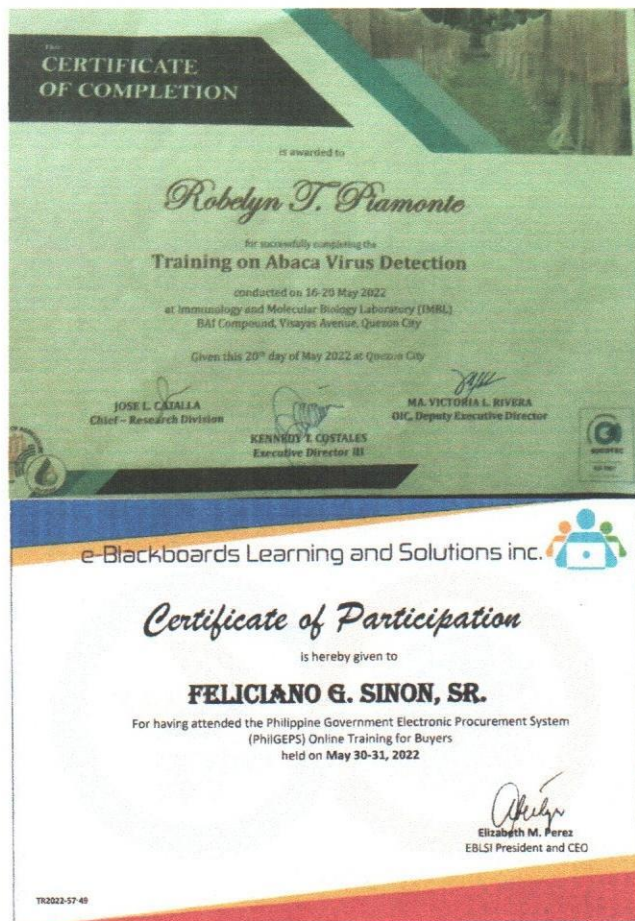 This
CERTIFICATE
OF COMPLETION
is awarded to
Robelyn T. Piamonte
for successfully completing the
Training on Abaca Virus Detection
conducted on 16-20 May 2022
at Immunology and Molecular Biology Laboratory (IMBL)
BAI Compound, Visayas Avenue, Quezon City
Given this 20th day of May 2022 at Quezon City
JOSE L. CATALLA
Chief – Research Division
KENNEDY T. COSTALES
Executive Director III
MA. VICTORIA L. RIVERA
OIC, Deputy Executive Director
SOCOTEC
e-Blackboards Learning and Solutions inc.
Certificate of Participation
is hereby given to
FELICIANO G. SINON, SR.
For having attended the Philippine Government Electronic Procurement System
(PhilGEPS) Online Training for Buyers
held on May 30-31, 2022
Elizabeth M. Perez
EBLSI President and CEO
TR2022-57-49